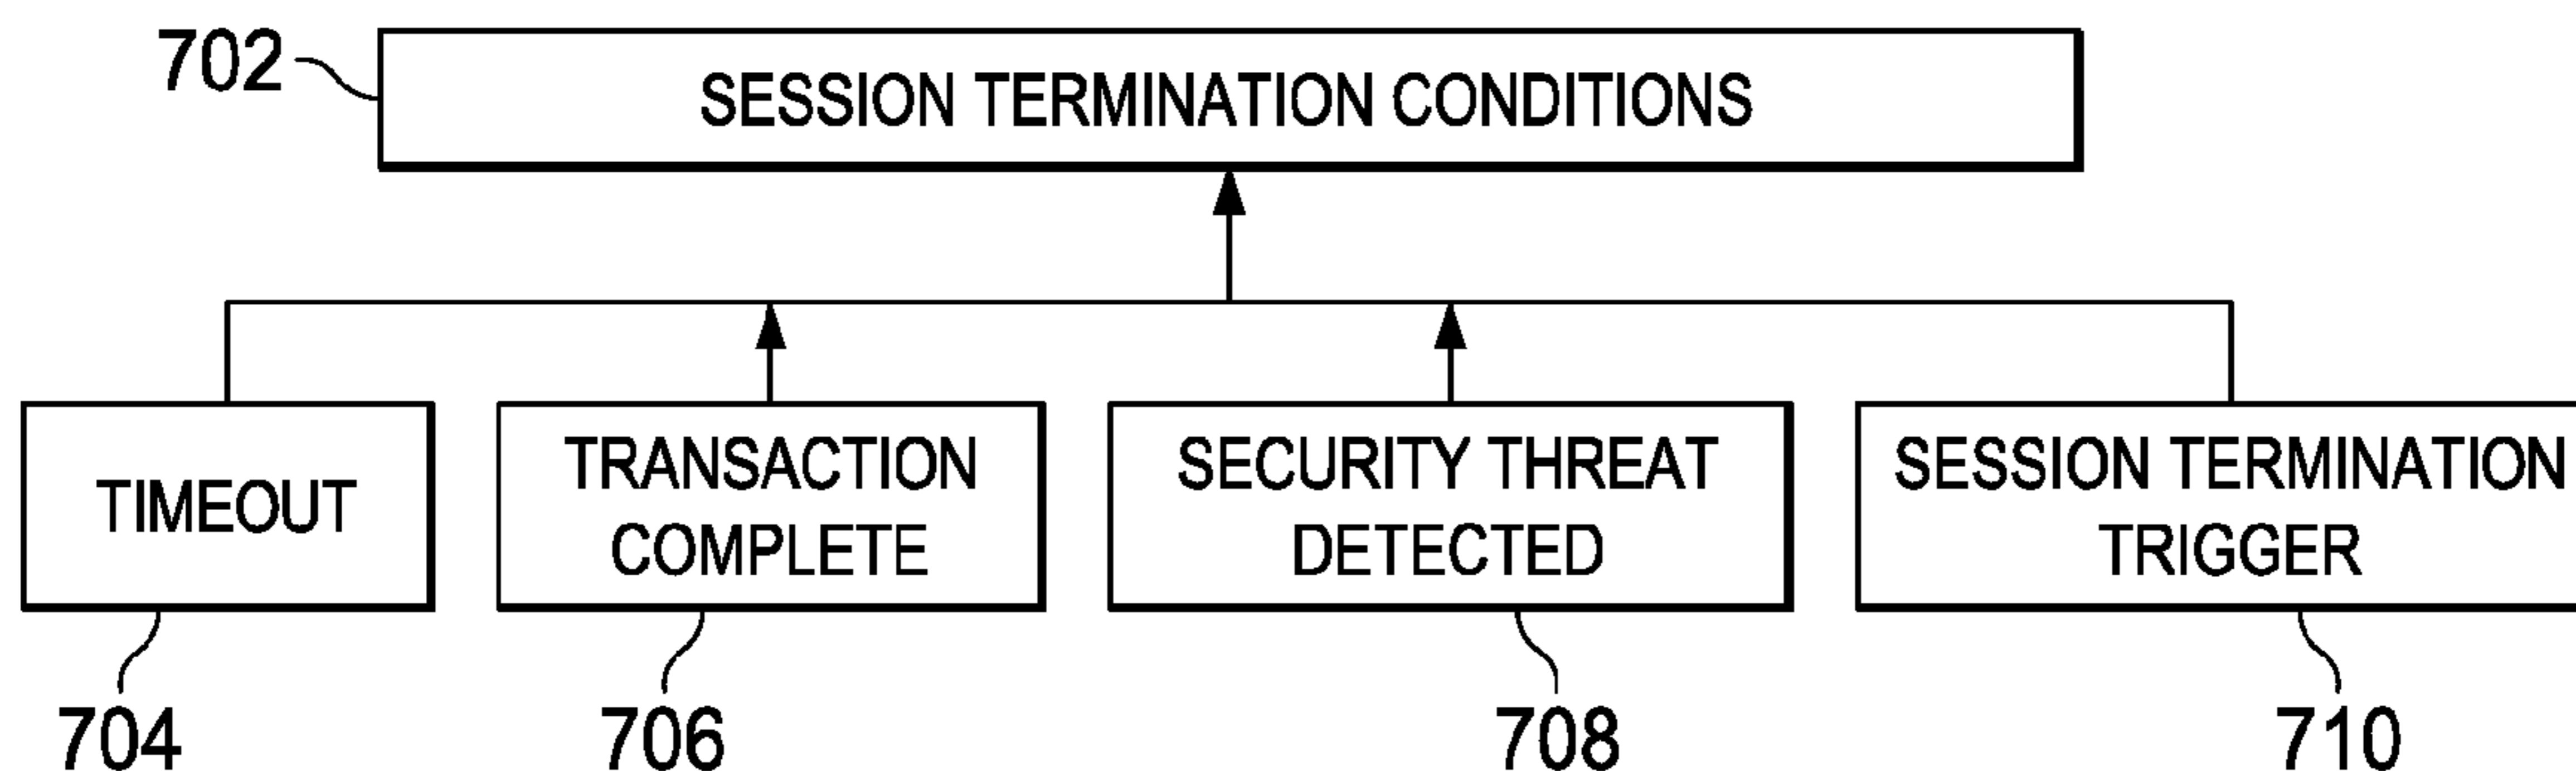 702
SESSION TERMINATION CONDITIONS
TIMEOUT
TRANSACTION
COMPLETE
SECURITY THREAT
DETECTED
SESSION TERMINATION
TRIGGER
704
706
708
710